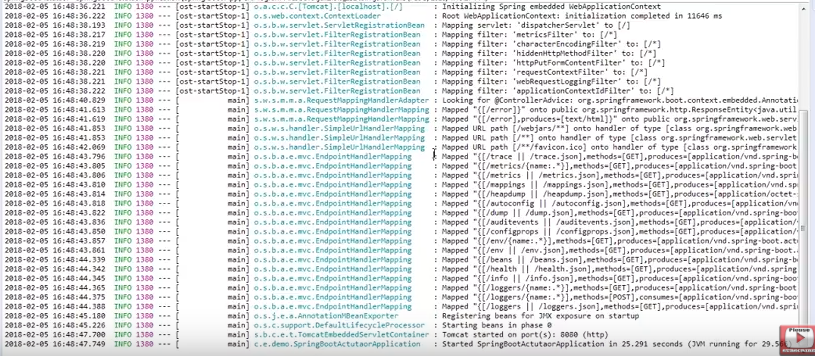 2018-02-05 16:48:36.221 INFO 1380 --- [ost-startStop-1] o.a.c.c.C.[Tomcat].[localhost].[/] : Initializing Spring embedded WebApplicationContext
2018-02-05 16:48:36.222 INFO 1380 --- [ost-startStop-1] o.s.web.context.ContextLoader : Root WebApplicationContext: initialization completed in 11646 ms
2018-02-05 16:48:38.193 INFO 1380 --- [ost-startStop-1] o.s.b.w.servlet.ServletRegistrationBean : Mapping servlet: 'dispatcherServlet' to [/]
2018-02-05 16:48:38.217 INFO 1380 --- [ost-startStop-1] o.s.b.w.servlet.FilterRegistrationBean : Mapping filter: 'metricsFilter' to: [/*]
2018-02-05 16:48:38.221 INFO 1380 --- [ost-startStop-1] o.s.b.w.servlet.FilterRegistrationBean : Mapping filter: 'characterEncodingFilter' to: [/*]
2018-02-05 16:48:38.221 INFO 1380 --- [ost-startStop-1] o.s.b.w.servlet.FilterRegistrationBean : Mapping filter: 'hiddenHttpMethodFilter' to: [/*]
2018-02-05 16:48:38.221 INFO 1380 --- [ost-startStop-1] o.s.b.w.servlet.FilterRegistrationBean : Mapping filter: 'httpPutFormContentFilter' to: [/*]
2018-02-05 16:48:38.221 INFO 1380 --- [ost-startStop-1] o.s.b.w.servlet.FilterRegistrationBean : Mapping filter: 'requestContextFilter' to: [/*]
2018-02-05 16:48:38.221 INFO 1380 --- [ost-startStop-1] o.s.b.w.servlet.FilterRegistrationBean : Mapping filter: 'webRequestLoggingFilter' to: [/*]
2018-02-05 16:48:38.222 INFO 1380 --- [ost-startStop-1] o.s.b.w.servlet.FilterRegistrationBean : Mapping filter: 'applicationContextIdFilter' to: [/*]
2018-02-05 16:48:40.829 INFO 1380 --- [ main] s.w.s.m.m.a.RequestMappingHandlerAdapter : Looking for @ControllerAdvice: org.springframework.boot.context.embedded.Annotatio
2018-02-05 16:48:41.613 INFO 1380 --- [ main] s.w.s.m.m.a.RequestMappingHandlerMapping : Mapped "{[/error]}" onto public org.springframework.http.ResponseEntity<java.util
2018-02-05 16:48:41.619 INFO 1380 --- [ main] s.w.s.m.m.a.RequestMappingHandlerMapping : Mapped "{[/error],produces=[text/html]}" onto public org.springframework.web.serv
2018-02-05 16:48:41.853 INFO 1380 --- [ main] o.s.w.s.handler.SimpleUrlHandlerMapping : Mapped URL path [/webjars/**] onto handler of type [class org.springframework.web
2018-02-05 16:48:41.853 INFO 1380 --- [ main] o.s.w.s.handler.SimpleUrlHandlerMapping : Mapped URL path [/**] onto handler of type [class org.springframework.web.servlet
2018-02-05 16:48:42.069 INFO 1380 --- [ main] o.s.w.s.handler.SimpleUrlHandlerMapping : Mapped URL path [/**/favicon.ico] onto handler of type [class org.springframework
2018-02-05 16:48:43.796 INFO 1380 --- [ main] o.s.b.a.e.mvc.EndpointHandlerMapping : Mapped "{[/trace || /trace.json],methods=[GET],produces=[application/vnd.spring-b
2018-02-05 16:48:43.805 INFO 1380 --- [ main] o.s.b.a.e.mvc.EndpointHandlerMapping : Mapped "{[/metrics/{name:.*}],methods=[GET],produces=[application/vnd.spring-boot
2018-02-05 16:48:43.806 INFO 1380 --- [ main] o.s.b.a.e.mvc.EndpointHandlerMapping : Mapped "{[/metrics || /metrics.json],methods=[GET],produces=[application/vnd.spri
2018-02-05 16:48:43.810 INFO 1380 --- [ main] o.s.b.a.e.mvc.EndpointHandlerMapping : Mapped "{[/mappings || /mappings.json],methods=[GET],produces=[application/vnd.sp
2018-02-05 16:48:43.814 INFO 1380 --- [ main] o.s.b.a.e.mvc.EndpointHandlerMapping : Mapped "{[/heapdump || /heapdump.json],methods=[GET],produces=[application/octet-
2018-02-05 16:48:43.818 INFO 1380 --- [ main] o.s.b.a.e.mvc.EndpointHandlerMapping : Mapped "{[/autoconfig || /autoconfig.json],methods=[GET],produces=[application/vn
2018-02-05 16:48:43.822 INFO 1380 --- [ main] o.s.b.a.e.mvc.EndpointHandlerMapping : Mapped "{[/dump || /dump.json],methods=[GET],produces=[application/vnd.spring-boo
2018-02-05 16:48:43.836 INFO 1380 --- [ main] o.s.b.a.e.mvc.EndpointHandlerMapping : Mapped "{[/auditevents || /auditevents.json],methods=[GET],produces=[application/
2018-02-05 16:48:43.850 INFO 1380 --- [ main] o.s.b.a.e.mvc.EndpointHandlerMapping : Mapped "{[/configprops || /configprops.json],methods=[GET],produces=[application/
2018-02-05 16:48:43.857 INFO 1380 --- [ main] o.s.b.a.e.mvc.EndpointHandlerMapping : Mapped "{[/env/{name:.*}],methods=[GET],produces=[application/vnd.spring-boot.act
2018-02-05 16:48:43.861 INFO 1380 --- [ main] o.s.b.a.e.mvc.EndpointHandlerMapping : Mapped "{[/env || /env.json],methods=[GET],produces=[application/vnd.spring-boot.
2018-02-05 16:48:44.339 INFO 1380 --- [ main] o.s.b.a.e.mvc.EndpointHandlerMapping : Mapped "{[/beans || /beans.json],methods=[GET],produces=[application/vnd.spring-b
2018-02-05 16:48:44.342 INFO 1380 --- [ main] o.s.b.a.e.mvc.EndpointHandlerMapping : Mapped "{[/health || /health.json],methods=[GET],produces=[application/vnd.spring
2018-02-05 16:48:44.345 INFO 1380 --- [ main] o.s.b.a.e.mvc.EndpointHandlerMapping : Mapped "{[/info || /info.json],methods=[GET],produces=[application/vnd.spring-boo
2018-02-05 16:48:44.365 INFO 1380 --- [ main] o.s.b.a.e.mvc.EndpointHandlerMapping : Mapped "{[/loggers/{name:.*}],methods=[GET],produces=[application/vnd.spring-boot
2018-02-05 16:48:44.375 INFO 1380 --- [ main] o.s.b.a.e.mvc.EndpointHandlerMapping : Mapped "{[/loggers/{name:.*}],methods=[POST],consumes=[application/vnd.spring-boo
2018-02-05 16:48:44.388 INFO 1380 --- [ main] o.s.b.a.e.mvc.EndpointHandlerMapping : Mapped "{[/loggers || /loggers.json],methods=[GET],produces=[application/vnd.spri
2018-02-05 16:48:45.180 INFO 1380 --- [ main] o.s.j.e.a.AnnotationMBeanExporter : Registering beans for JMX exposure on startup
2018-02-05 16:48:45.226 INFO 1380 --- [ main] o.s.c.support.DefaultLifecycleProcessor : Starting beans in phase 0
2018-02-05 16:48:47.700 INFO 1380 --- [ main] s.b.c.e.t.TomcatEmbeddedServletContainer : Tomcat started on port(s): 8080 (http)
2018-02-05 16:48:47.749 INFO 1380 --- [ main] c.e.demo.SpringBootActutaorApplication : Started SpringBootActutaorApplication in 25.291 seconds (JVM running for 29.56
Please